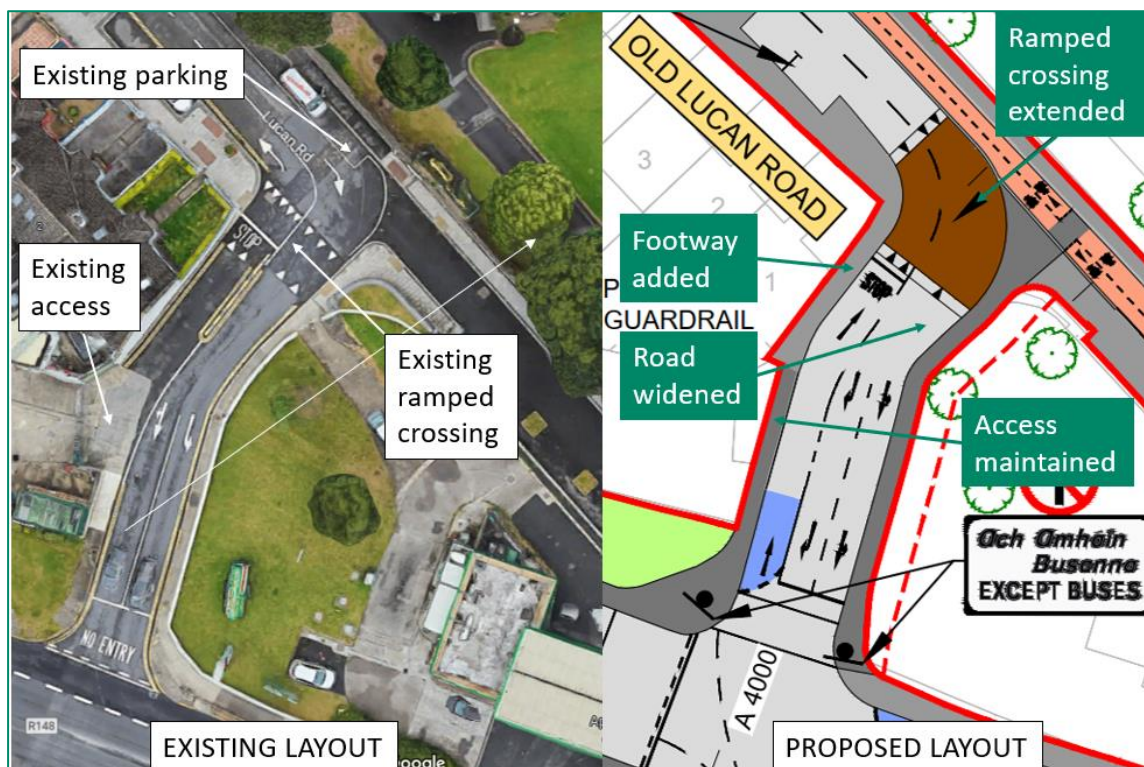 Existing parking
Lucan Rd
STOP
Existing
access
Existing
ramped
crossing
NO ENTRY
R148
EXISTING LAYOUT
Google
OLD LUCAN ROAD
Ramped
crossing
extended
3
2
1
Footway
added
STOP
P
GUARDRAIL
Road
widened
Access
maintained
Ach Amháin
Busanna
EXCEPT BUSES
A 4000
PROPOSED LAYOUT